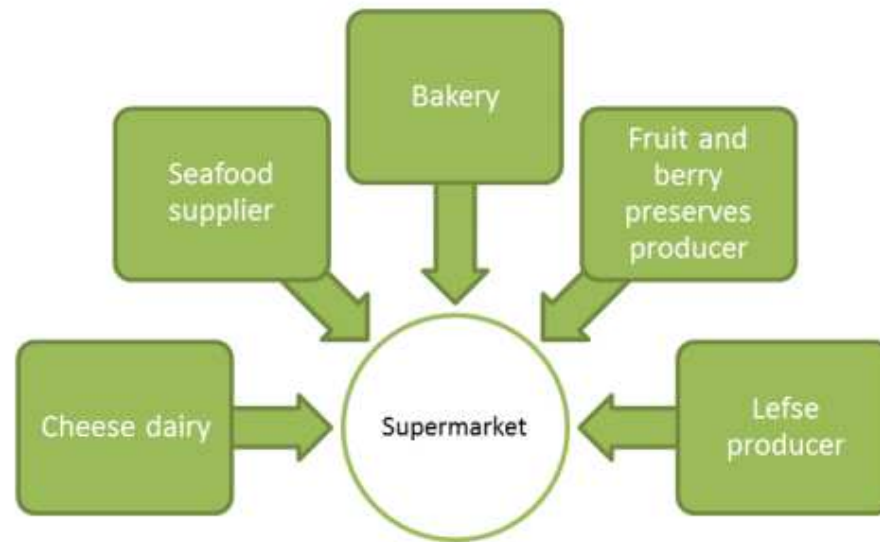 Bakery
Seafood
supplier
Fruit and
berry
preserves
producer
Cheese dairy
Supermarket
Lefse
producer